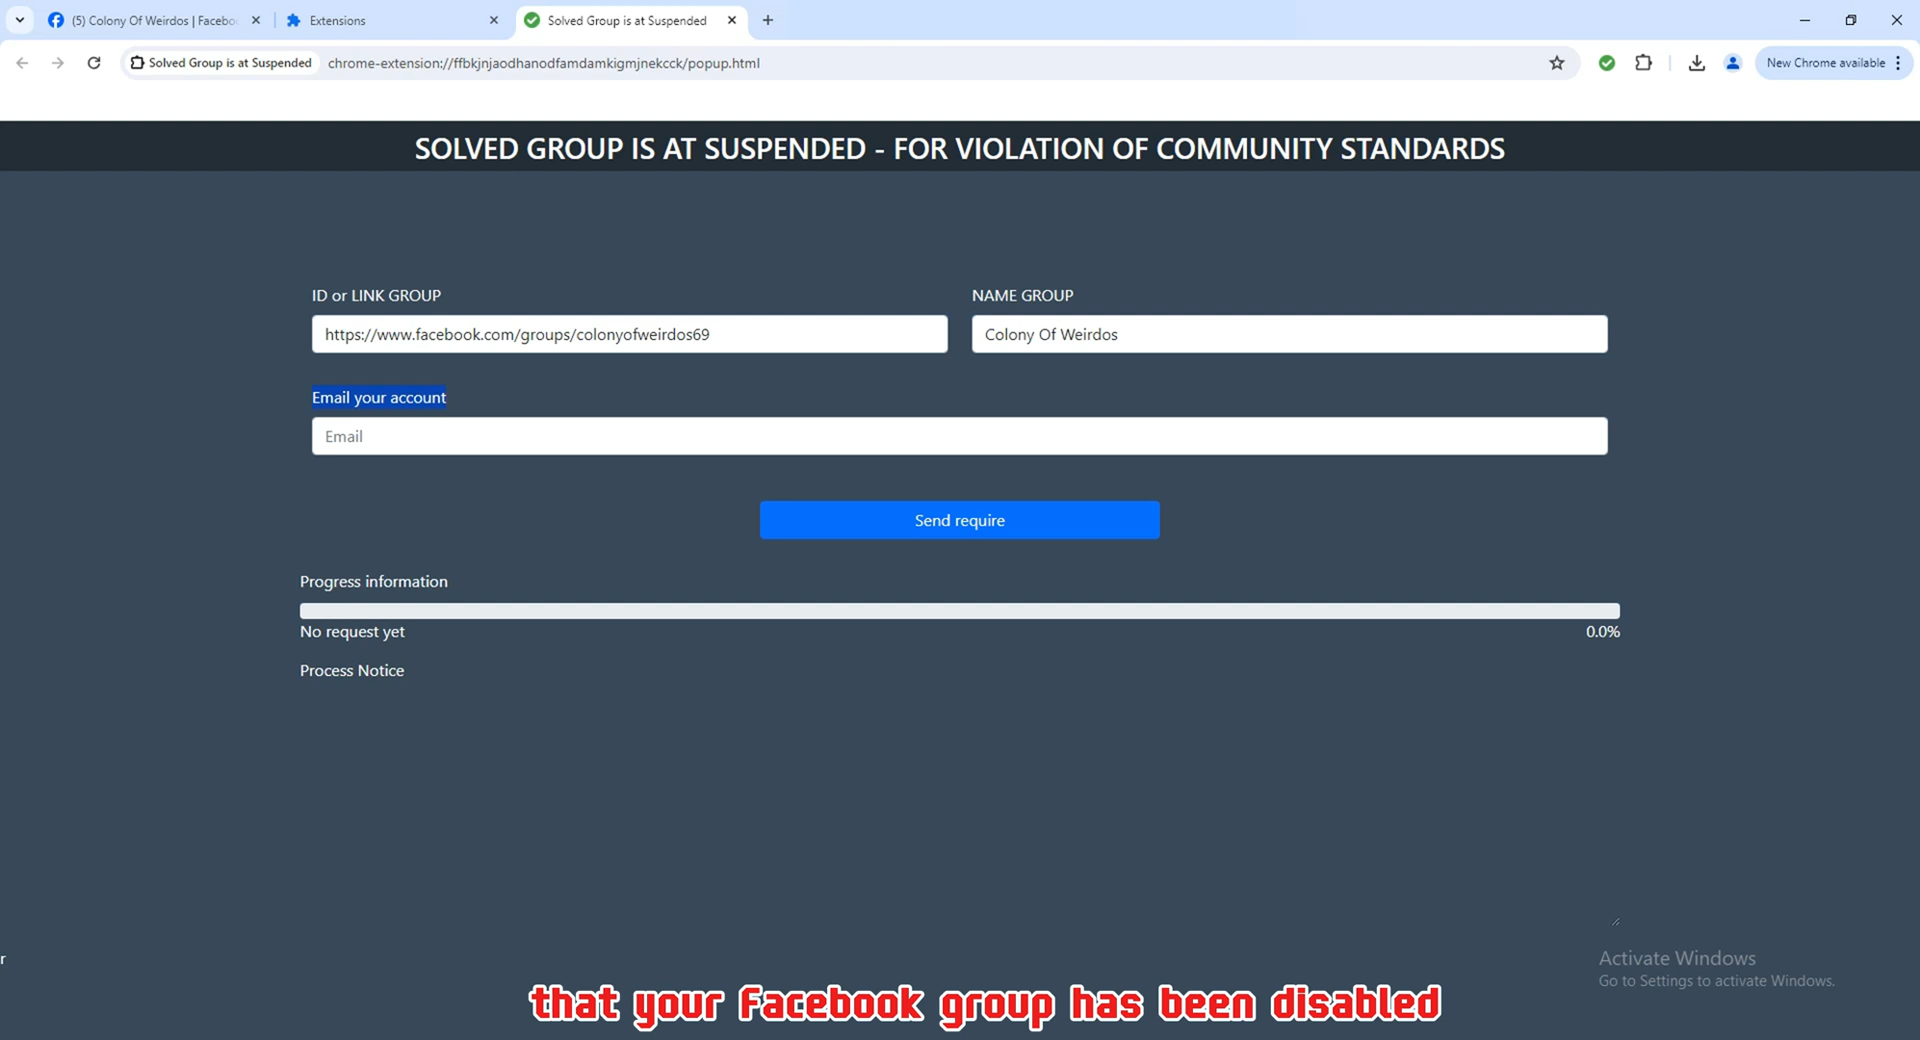 (5) Colony Of Weirdos | Facebo
Extensions
Solved Group is at Suspended
Solved Group is at Suspended
chrome-extension://ffbkjnjaodhanodfamdamkigmjnekcck/popup.html
New Chrome available
SOLVED GROUP IS AT SUSPENDED - FOR VIOLATION OF COMMUNITY STANDARDS
ID or LINK GROUP
NAME GROUP
https://www.facebook.com/groups/colonyofweirdos69
Colony Of Weirdos
Email your account
Email
Send require
Progress information
No request yet
0.0%
Process Notice
r
Activate Windows
Go to Settings to activate Windows.
that your Facebook group has been disabled